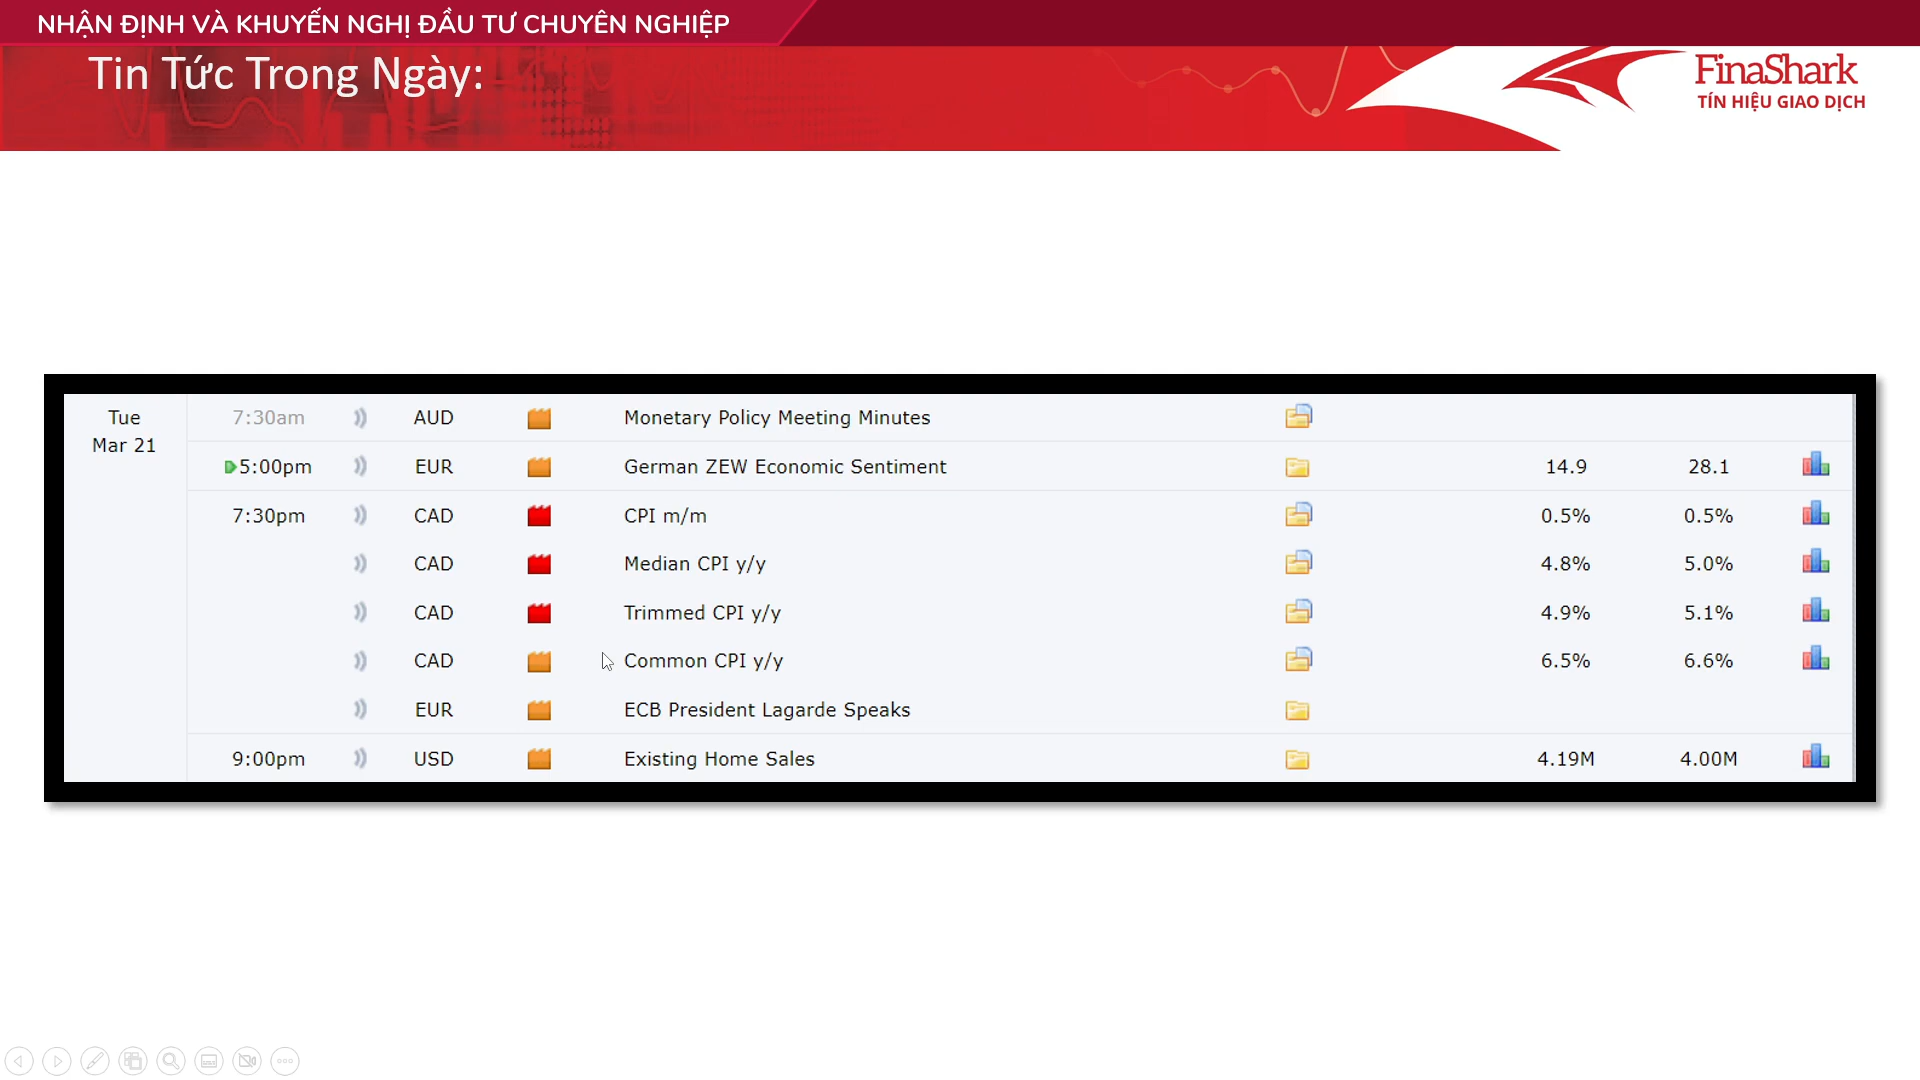 NHẬN ĐỊNH VÀ KHUYẾN NGHỊ ĐẦU TƯ CHUYÊN NGHIỆP
Tin Tức Trong Ngày:
FinaShark
TÍN HIỆU GIAO DỊCH
Tue 7:30am AUD Monetary Policy Meeting Minutes
Mar 21
5:00pm EUR German ZEW Economic Sentiment 14.9 28.1
7:30pm CAD CPI m/m 0.5% 0.5%
CAD Median CPI y/y 4.8% 5.0%
CAD Trimmed CPI y/y 4.9% 5.1%
CAD Common CPI y/y 6.5% 6.6%
EUR ECB President Lagarde Speaks
9:00pm USD Existing Home Sales 4.19M 4.00M